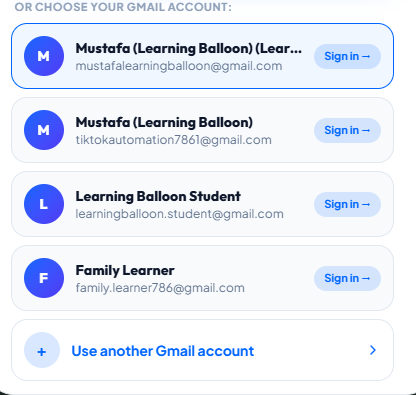 OR CHOOSE YOUR GMAIL ACCOUNT:
M
Mustafa (Learning Balloon) (Lear...
mustafalearningballoon@gmail.com
Sign in →
M
Mustafa (Learning Balloon)
tiktokautomation7861@gmail.com
Sign in →
L
Learning Balloon Student
learningballoon.student@gmail.com
Sign in →
F
Family Learner
family.learner786@gmail.com
Sign in →
+
Use another Gmail account
>